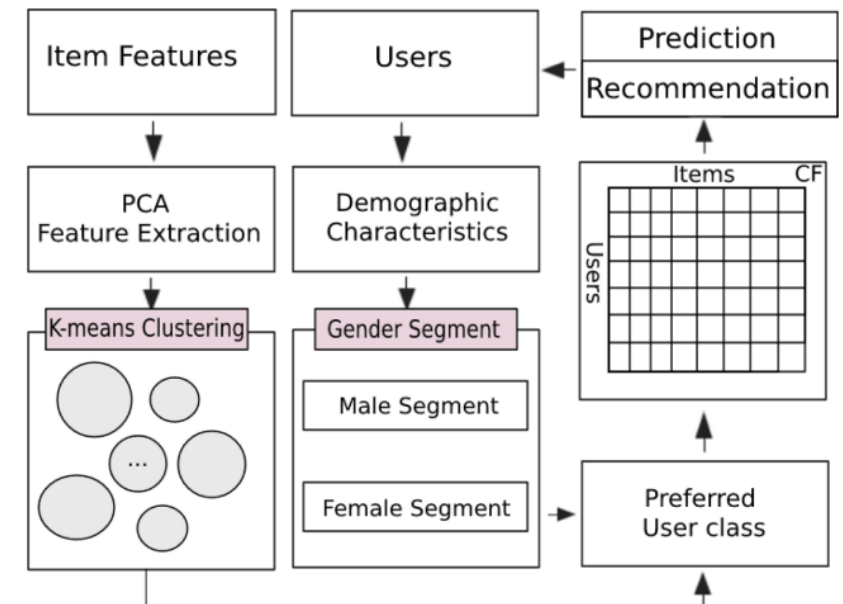 Item Features
PCA
Feature Extraction
K-means Clustering
...
Users
Demographic
Characteristics
Gender Segment
Male Segment
Female Segment
Prediction
Recommendation
Items
CF
Users
Preferred
User class